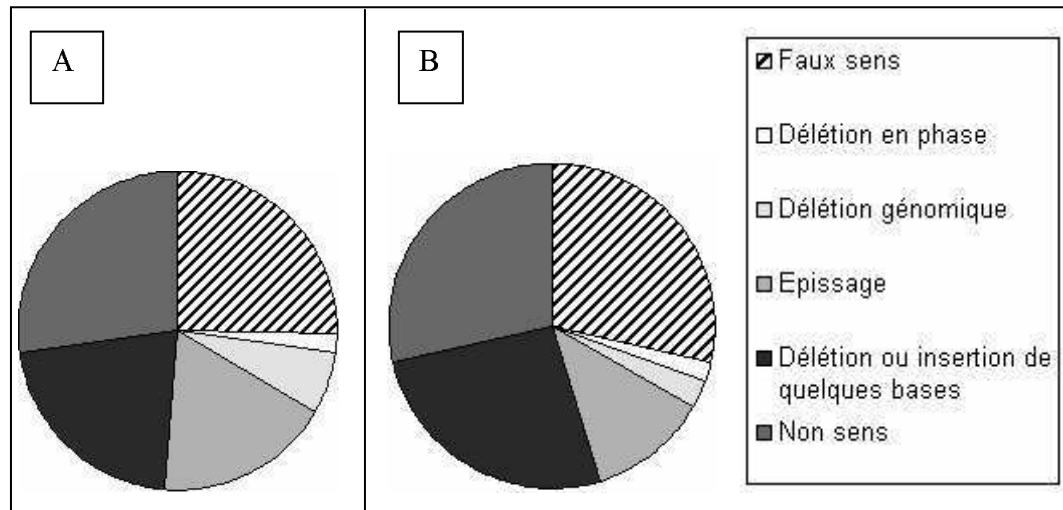 A
B
Faux sens
Délétion en phase
Délétion génomique
Epissage
Délétion ou insertion de
quelques bases
Non sens